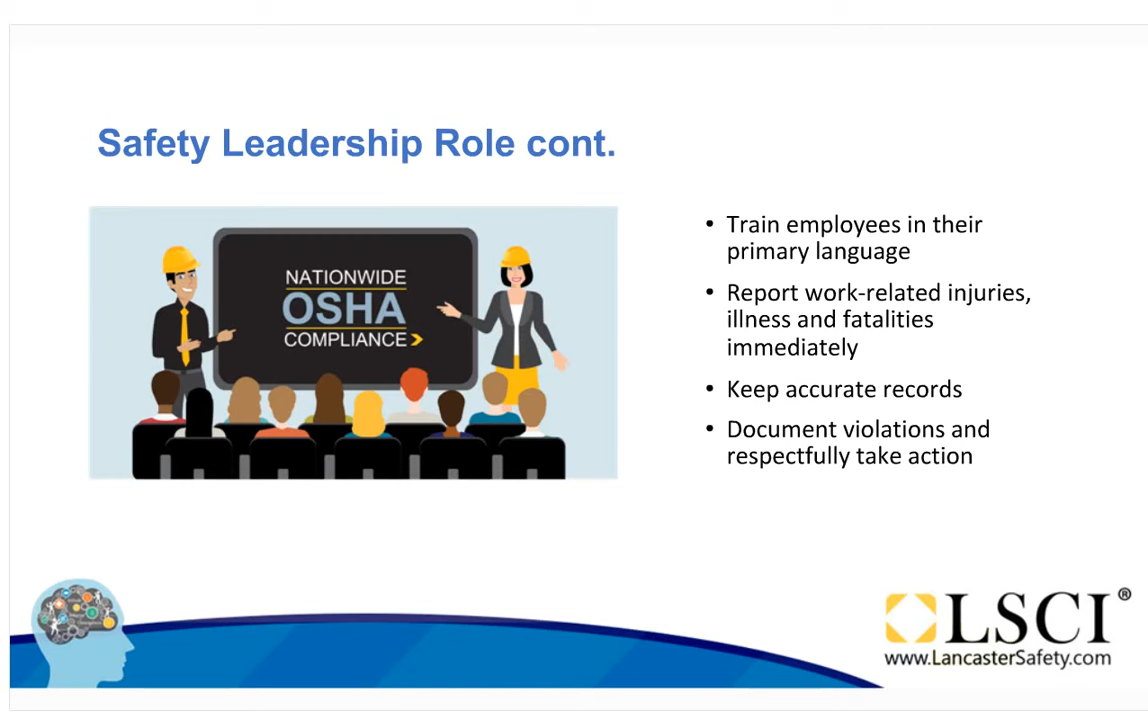 Safety Leadership Role cont.
NATIONWIDE
OSHA
COMPLIANCE
• Train employees in their
primary language
• Report work-related injuries,
illness and fatalities
immediately
• Keep accurate records
• Document violations and
respectfully take action
LSCI®
www.LancasterSafety.com